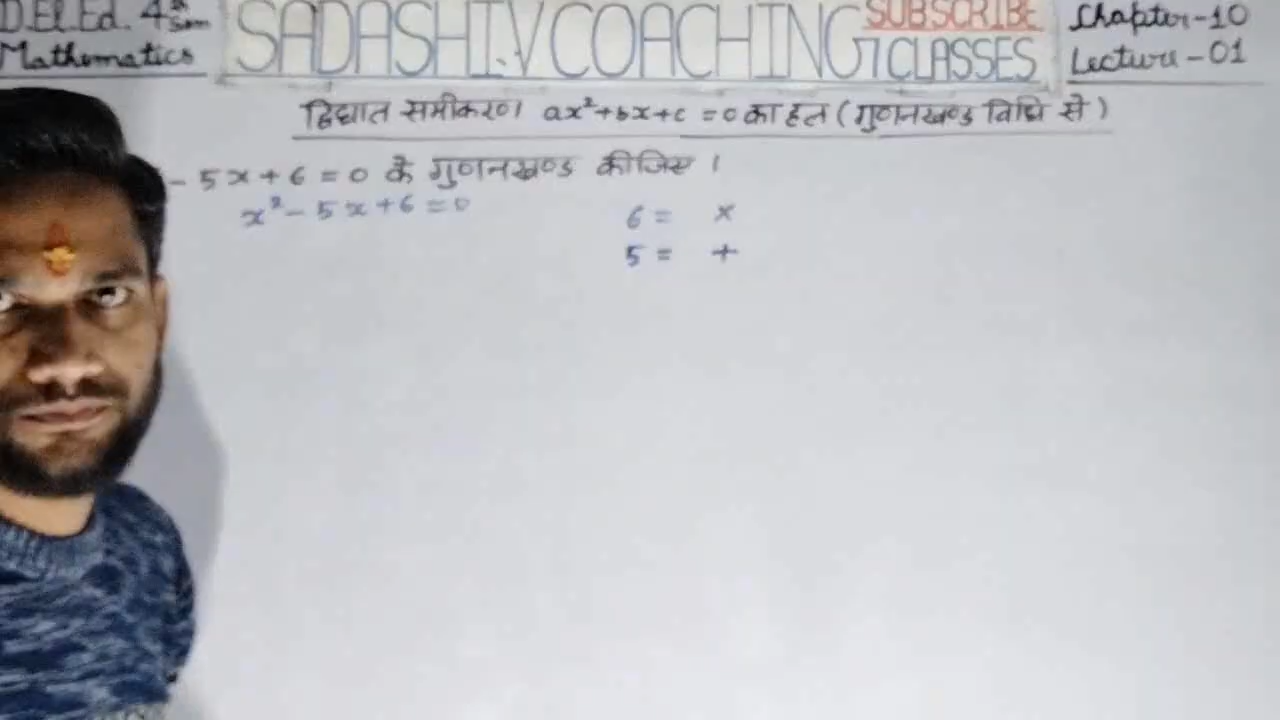 D.El.Ed. 4th Sem
Mathematics
SADASHIV COACHING CLASSES
SUBSCRIBE
Chapter-10
Lecture-01
द्विघात समीकरण ax²+bx+c=0 का हल (गुणनखण्ड विधि से)
- 5x+6=0 के गुणनखण्ड कीजिए।
x²-5x+6=0
6= ×
5= +